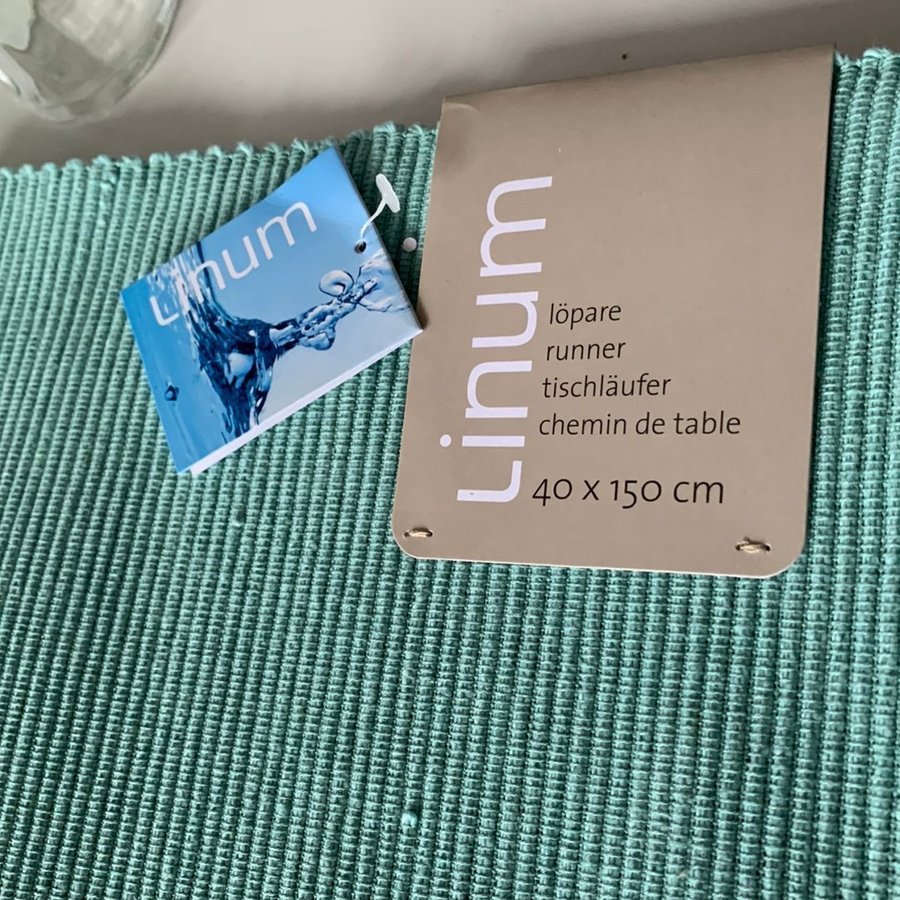 Linum
Linum
löpare
runner
tischläufer
chemin de table
40 x 150 cm